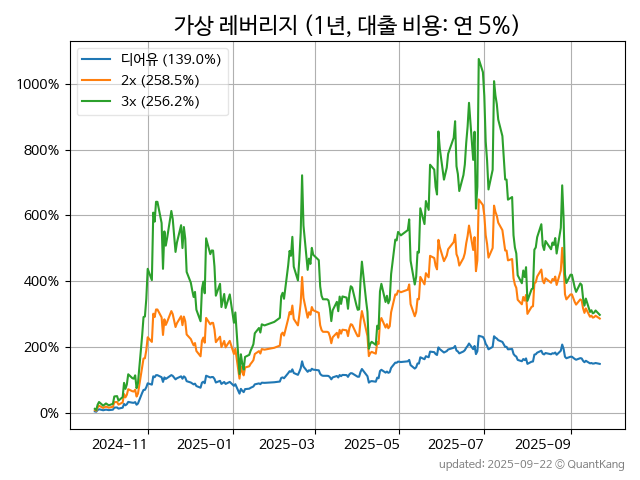 가상 레버리지 (1년, 대출 비용: 연 5%)
디어유 (139.0%)
2x (258.5%)
3x (256.2%)
1000%
800%
600%
400%
200%
0%
2024-11 2025-01 2025-03 2025-05 2025-07 2025-09
updated: 2025-09-22 © QuantKang